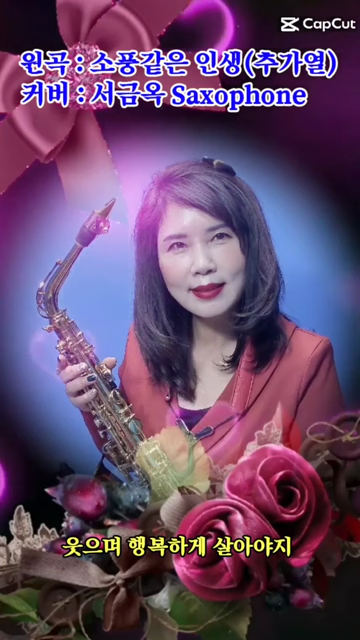 CapCut
원곡 : 소풍같은 인생(추가열)
커버 : 서금옥 Saxophone
웃으며 행복하게 살아야지